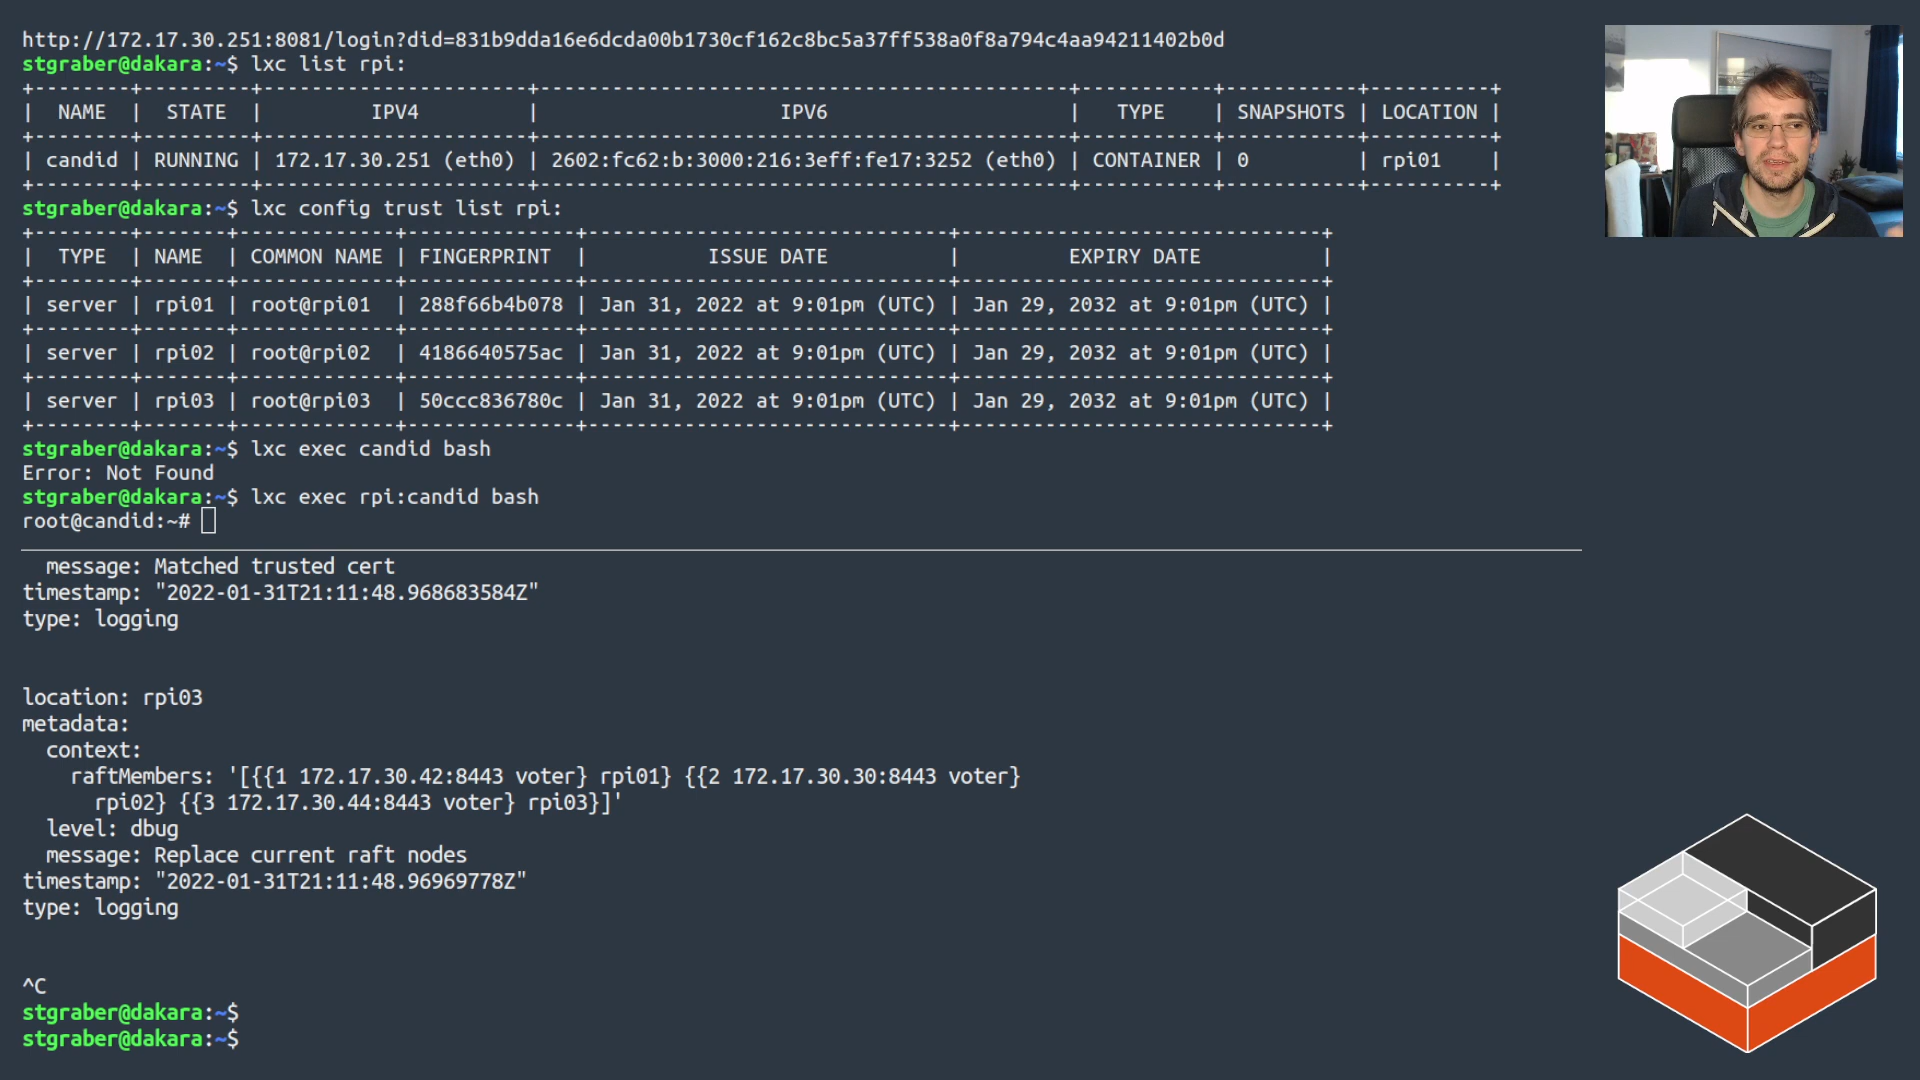 http://172.17.30.251:8081/login?did=831b9dda16e6dcda00b1730cf162c8bc5a37ff538a0f8a794c4aa94211402b0d
stgraber@dakara:~$ lxc list rpi:
+--------+---------+----------------------+---------------------------------------------+-----------+-----------+----------+
|  NAME  |  STATE  |         IPV4         |                    IPV6                     |   TYPE    | SNAPSHOTS | LOCATION |
+--------+---------+----------------------+---------------------------------------------+-----------+-----------+----------+
| candid | RUNNING | 172.17.30.251 (eth0) | 2602:fc62:b:3000:216:3eff:fe17:3252 (eth0) | CONTAINER | 0         | rpi01    |
+--------+---------+----------------------+---------------------------------------------+-----------+-----------+----------+
stgraber@dakara:~$ lxc config trust list rpi:
+--------+-------+-------------+--------------+------------------------------+------------------------------+
|  TYPE  | NAME  | COMMON NAME | FINGERPRINT  |          ISSUE DATE          |         EXPIRY DATE          |
+--------+-------+-------------+--------------+------------------------------+------------------------------+
| server | rpi01 | root@rpi01  | 288f66b4b078 | Jan 31, 2022 at 9:01pm (UTC) | Jan 29, 2032 at 9:01pm (UTC) |
+--------+-------+-------------+--------------+------------------------------+------------------------------+
| server | rpi02 | root@rpi02  | 4186640575ac | Jan 31, 2022 at 9:01pm (UTC) | Jan 29, 2032 at 9:01pm (UTC) |
+--------+-------+-------------+--------------+------------------------------+------------------------------+
| server | rpi03 | root@rpi03  | 50ccc836780c | Jan 31, 2022 at 9:01pm (UTC) | Jan 29, 2032 at 9:01pm (UTC) |
+--------+-------+-------------+--------------+------------------------------+------------------------------+
stgraber@dakara:~$ lxc exec candid bash
Error: Not Found
stgraber@dakara:~$ lxc exec rpi:candid bash
root@candid:~#
  message: Matched trusted cert
timestamp: "2022-01-31T21:11:48.968683584Z"
type: logging
location: rpi03
metadata:
  context:
    raftMembers: '[{{1 172.17.30.42:8443 voter} rpi01} {{2 172.17.30.30:8443 voter}
      rpi02} {{3 172.17.30.44:8443 voter} rpi03}]'
  level: dbug
  message: Replace current raft nodes
timestamp: "2022-01-31T21:11:48.96969778Z"
type: logging
^C
stgraber@dakara:~$
stgraber@dakara:~$